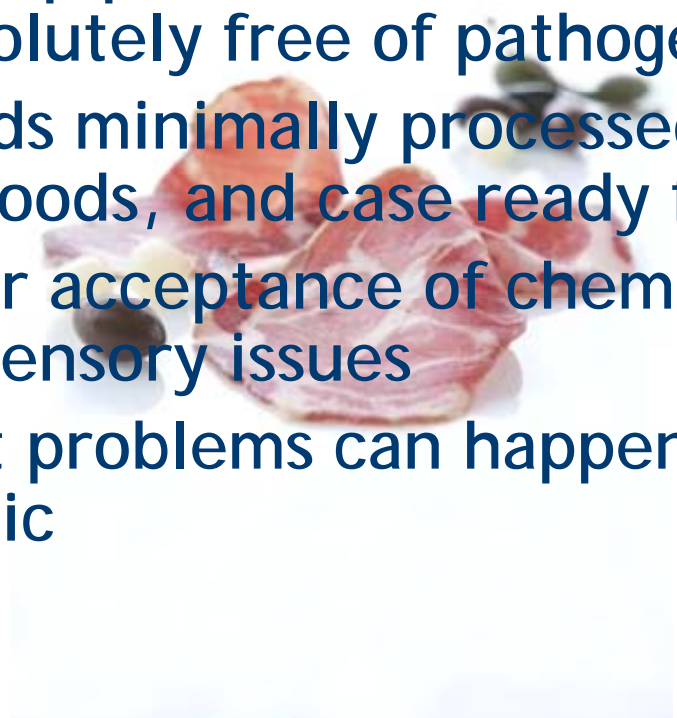 olutely free of pathoge
ds minimally processed
oods, and case ready f
r acceptance of chem
ensory issues
t problems can happen
ic